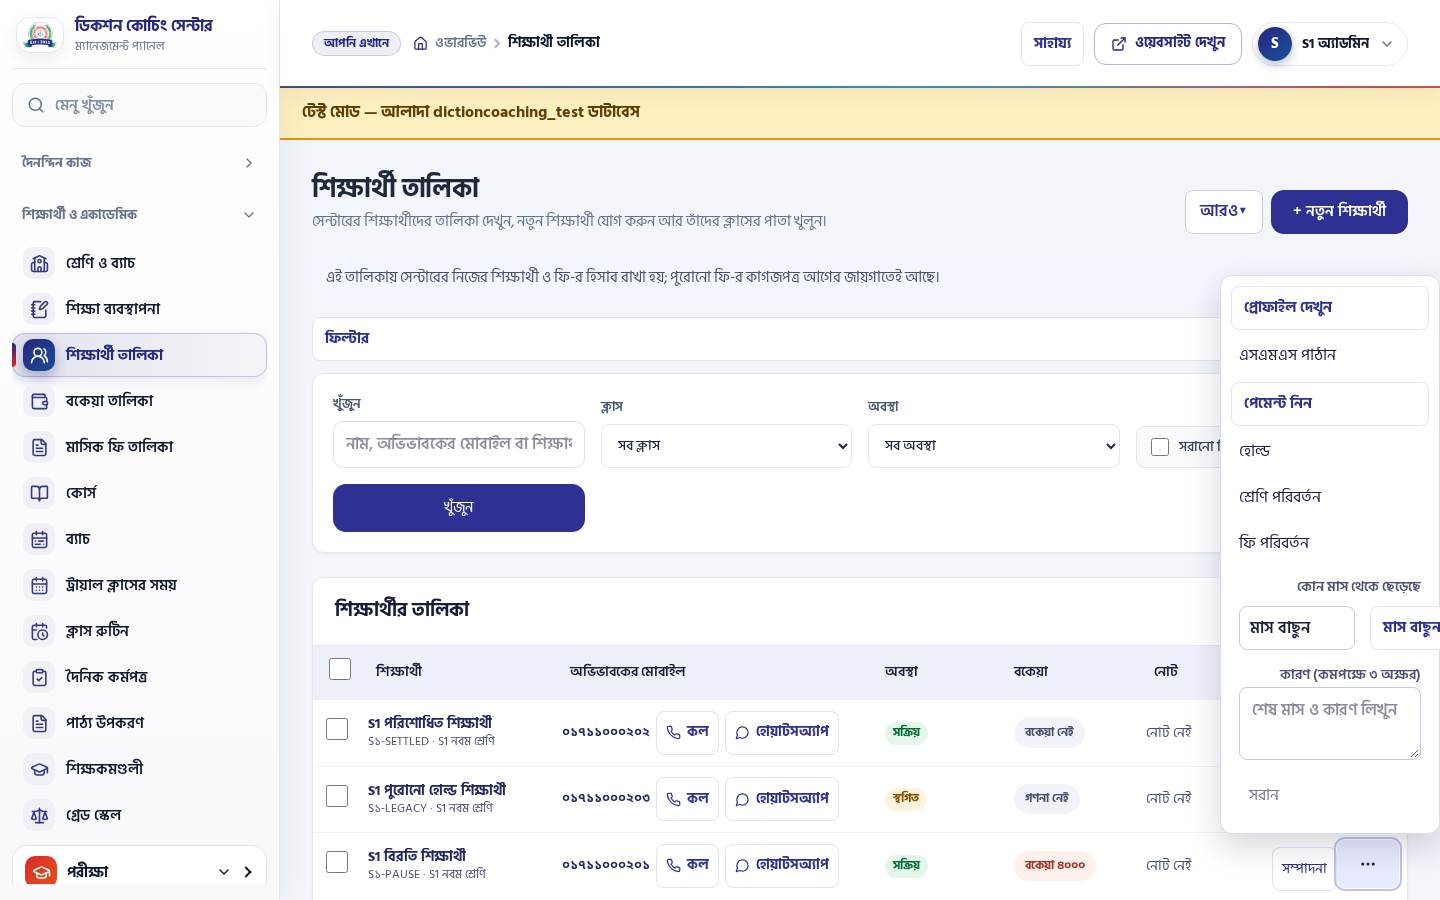 ডিকশন কোচিং সেন্টার
ম্যানেজমেন্ট প্যানেল
মেনু খুঁজুন
দৈনন্দিন কাজ
শিক্ষার্থী ও একাডেমিক
শ্রেণি ও ব্যাচ
শিক্ষা ব্যবস্থাপনা
শিক্ষার্থী তালিকা
বকেয়া তালিকা
মাসিক ফি তালিকা
কোর্স
ব্যাচ
ট্রায়াল ক্লাসের সময়
ক্লাস রুটিন
দৈনিক কর্মপত্র
পাঠ্য উপকরণ
শিক্ষকমণ্ডলী
গ্রেড স্কেল
পরীক্ষা
আপনি এখানে ওভারভিউ শিক্ষার্থী তালিকা
সাহায্য ওয়েবসাইট দেখুন S S1 অ্যাডমিন
টেস্ট মোড — আলাদা dictioncoaching_test ডাটাবেস
শিক্ষার্থী তালিকা
সেন্টারের শিক্ষার্থীদের তালিকা দেখুন, নতুন শিক্ষার্থী যোগ করুন আর তাঁদের ক্লাসের পাতা খুলুন।
আরও▾ + নতুন শিক্ষার্থী
এই তালিকায় সেন্টারের নিজের শিক্ষার্থী ও ফি-র হিসাব রাখা হয়; পুরোনো ফি-র কাগজপত্র আগের জায়গাতেই আছে।
ফিল্টার
খুঁজুন ক্লাস অবস্থা
নাম, অভিভাবকের মোবাইল বা সব ক্লাস সব অবস্থা সরানো
খুঁজুন
শিক্ষার্থীর তালিকা
শিক্ষার্থী অভিভাবকের মোবাইল অবস্থা বকেয়া নোট
S1 পরিশোধিত শিক্ষার্থী
S১-SETTLED · S1 নবম শ্রেণি
০১৭১১০০০২০২ কল হোয়াটসঅ্যাপ সক্রিয় বকেয়া নেই নোট নেই
S1 পুরোনো হোল্ড শিক্ষার্থী
S১-LEGACY · S1 নবম শ্রেণি
০১৭১১০০০২০৩ কল হোয়াটসঅ্যাপ স্থগিত গণনা নেই নোট নেই
S1 বিরতি শিক্ষার্থী
S১-PAUSE · S1 নবম শ্রেণি
০১৭১১০০০২০১ কল হোয়াটসঅ্যাপ সক্রিয় বকেয়া ৪০০০ নোট নেই সম্পাদনা ...
প্রোফাইল দেখুন
এসএমএস পাঠান
পেমেন্ট নিন
হোল্ড
শ্রেণি পরিবর্তন
ফি পরিবর্তন
কোন মাস থেকে ছেড়েছে
মাস বাছুন মাস বাছুন
কারণ (কমপক্ষে ৩ অক্ষর)
শেষ মাস ও কারণ লিখুন
সরান